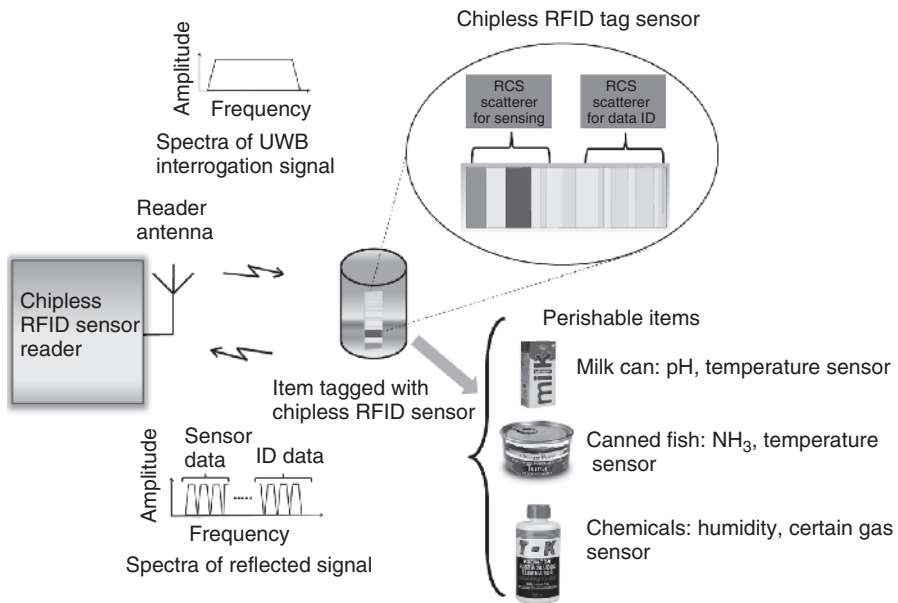 Chipless RFID tag sensor
RCS
scatterer
for sensing
RCS
scatterer
for data ID
Amplitude
Frequency
Spectra of UWB
interrogation signal
Reader
antenna
Chipless
RFID sensor
reader
Item tagged with
chipless RFID sensor
Perishable items
milk
Milk can: pH, temperature sensor
Canned fish: NH₃, temperature
sensor
T-K
Chemicals: humidity, certain gas
sensor
Amplitude
Sensor
data
ID data
Frequency
Spectra of reflected signal